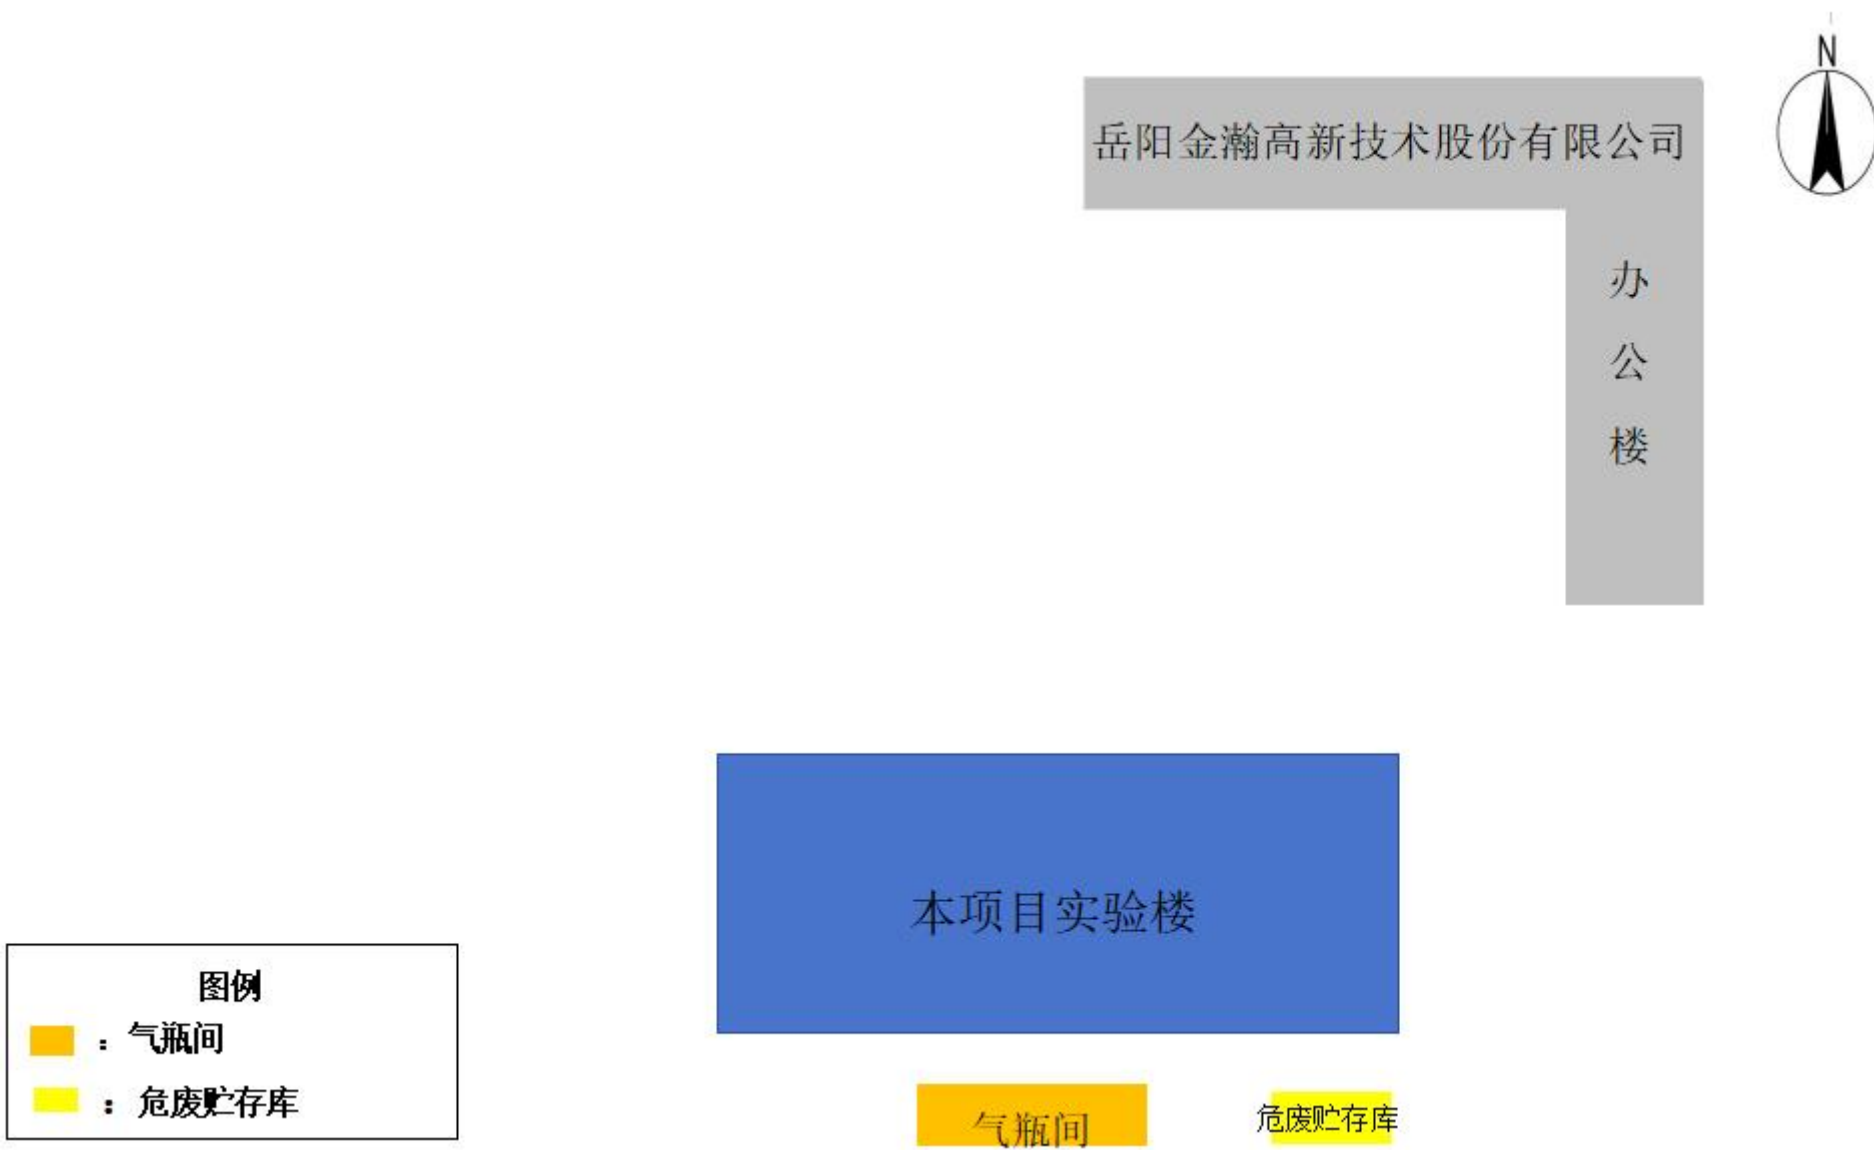 N
岳阳金瀚高新技术股份有限公司
办
公
楼
本项目实验楼
图例
：气瓶间
：危废贮存库
气瓶间
危废贮存库